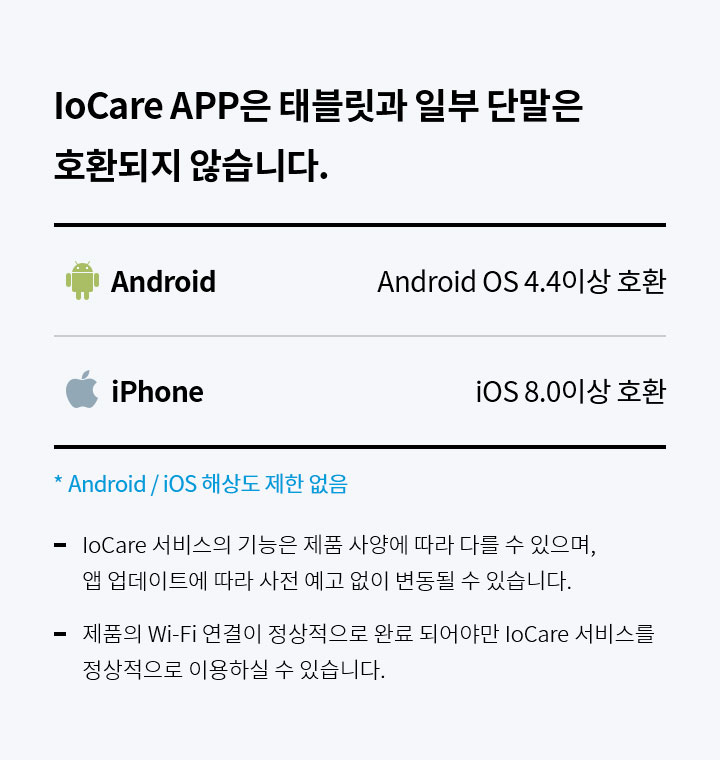 IoCare APP은 태블릿과 일부 단말은
호환되지 않습니다.
Android Android OS 4.4이상 호환
iPhone iOS 8.0이상 호환
* Android / iOS 해상도 제한 없음
- IoCare 서비스의 기능은 제품 사양에 따라 다를 수 있으며,
앱 업데이트에 따라 사전 예고 없이 변동될 수 있습니다.
- 제품의 Wi-Fi 연결이 정상적으로 완료 되어야만 IoCare 서비스를
정상적으로 이용하실 수 있습니다.